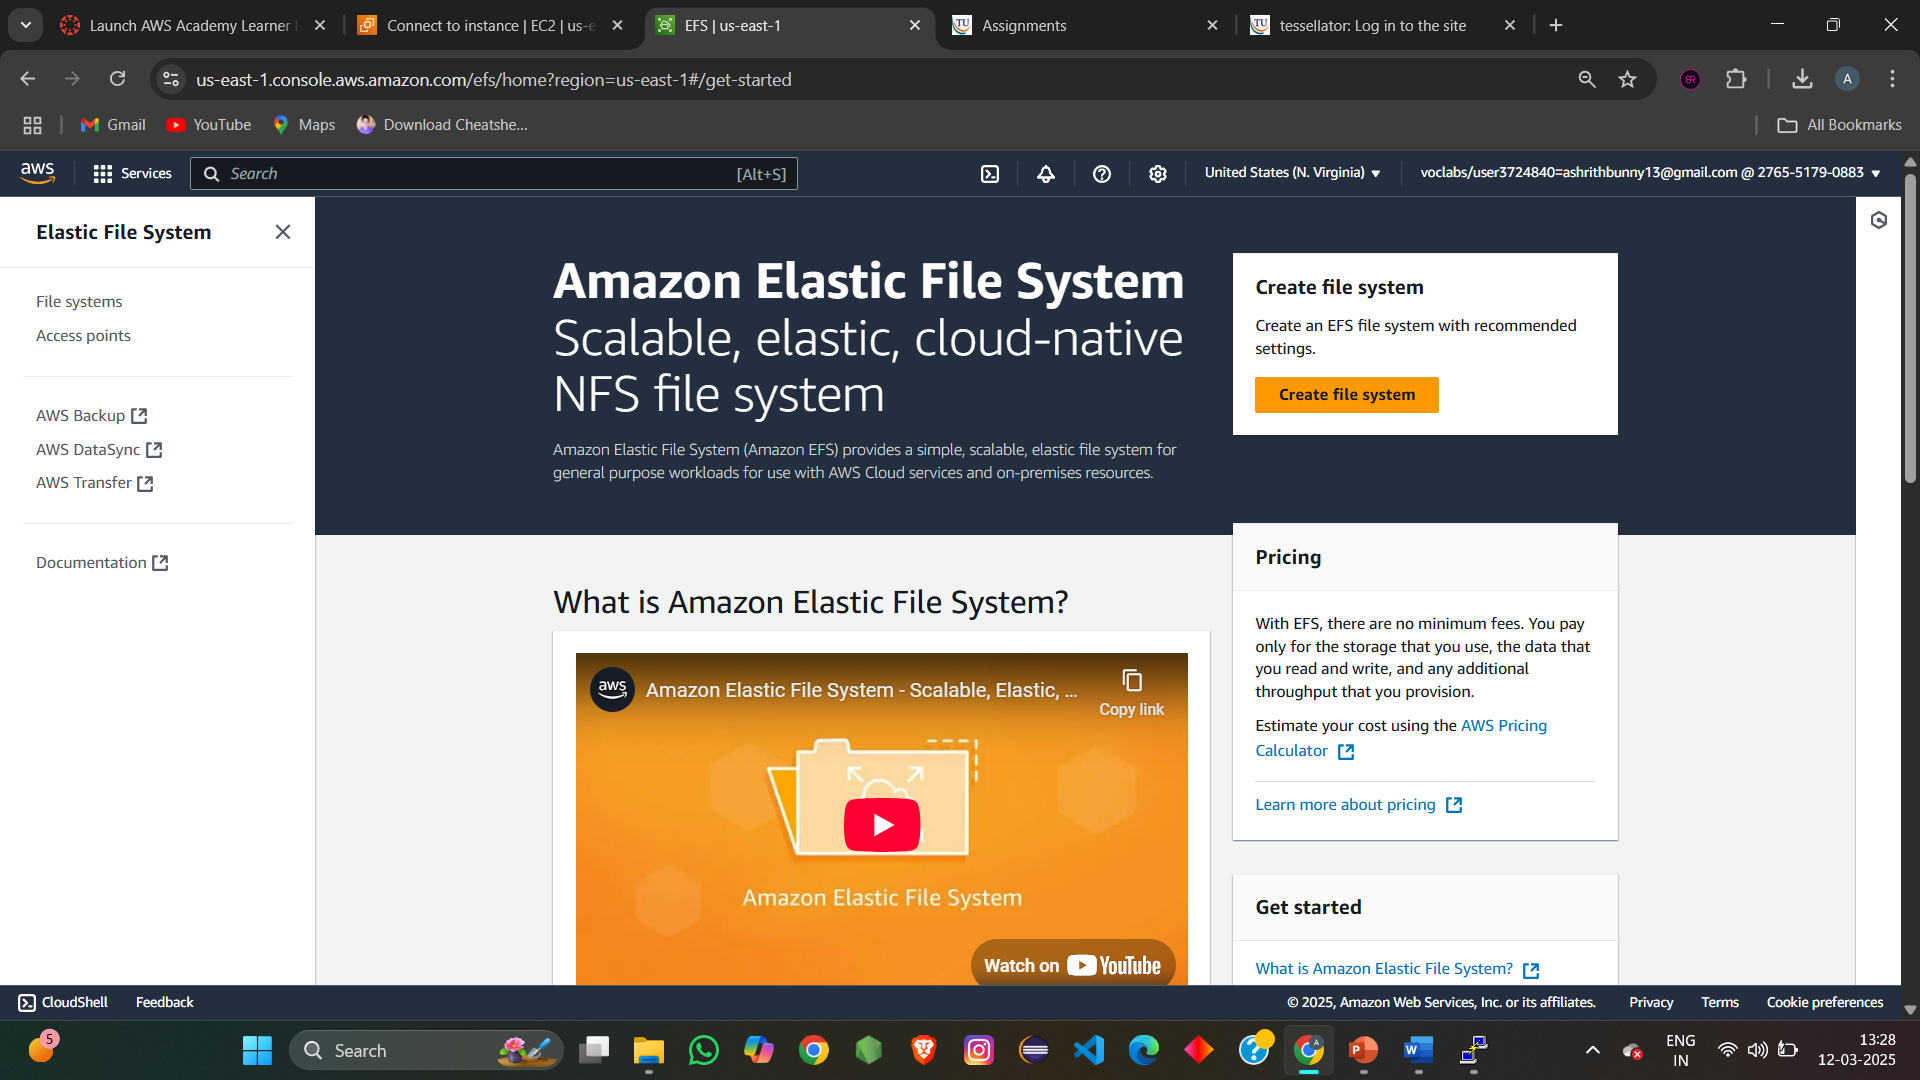 Launch AWS Academy Learner
Connect to instance | EC2 | us-e
EFS | us-east-1
Assignments
tessellator: Log in to the site
us-east-1.console.aws.amazon.com/efs/home?region=us-east-1#/get-started
A
Gmail
YouTube
Maps
Download Cheatshe...
All Bookmarks
aws
Services
Search
[Alt+S]
United States (N. Virginia)
voclabs/user3724840=ashrithbunny13@gmail.com @ 2765-5179-0883
Elastic File System
File systems
Access points
AWS Backup
AWS DataSync
AWS Transfer
Documentation
Amazon Elastic File System
Scalable, elastic, cloud-native
NFS file system
Amazon Elastic File System (Amazon EFS) provides a simple, scalable, elastic file system for
general purpose workloads for use with AWS Cloud services and on-premises resources.
Create file system
Create an EFS file system with recommended
settings.
Create file system
What is Amazon Elastic File System?
aws
Amazon Elastic File System - Scalable, Elastic, ...
Copy link
Amazon Elastic File System
Watch on YouTube
Pricing
With EFS, there are no minimum fees. You pay
only for the storage that you use, the data that
you read and write, and any additional
throughput that you provision.
Estimate your cost using the AWS Pricing
Calculator
Learn more about pricing
Get started
What is Amazon Elastic File System?
CloudShell
Feedback
© 2025, Amazon Web Services, Inc. or its affiliates.
Privacy
Terms
Cookie preferences
5
Search
ENG
IN
13:28
12-03-2025